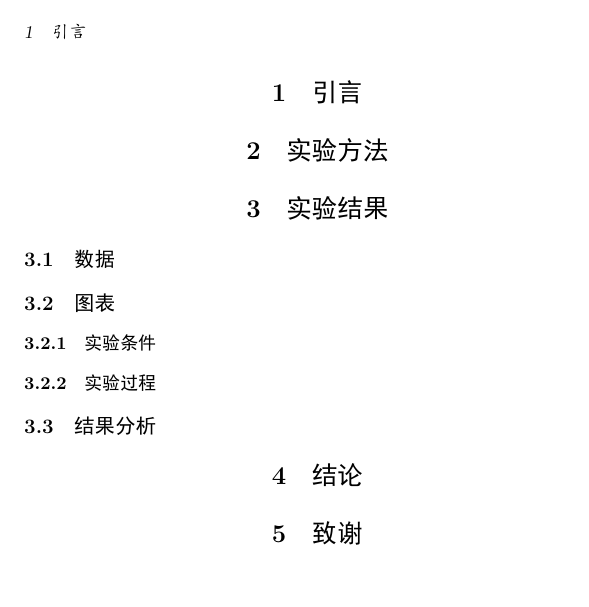 1 引言
1 引言
2 实验方法
3 实验结果
3.1 数据
3.2 图表
3.2.1 实验条件
3.2.2 实验过程
3.3 结果分析
4 结论
5 致谢